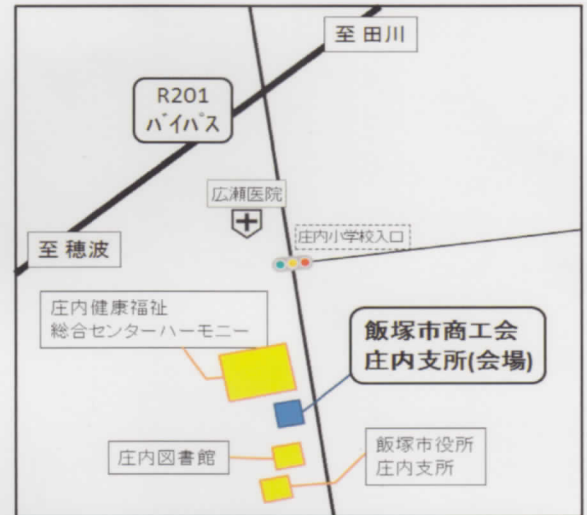 至 田川
R201
バイパス
広瀬医院
庄内小学校入口
至 穂波
庄内健康福祉
総合センターハーモニー
飯塚市商工会
庄内支所(会場)
庄内図書館
飯塚市役所
庄内支所